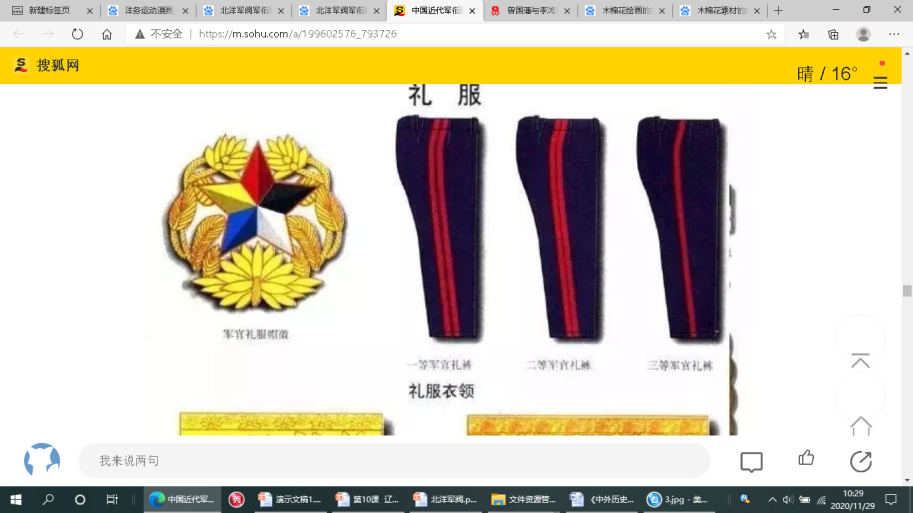 新建标签页
洋务运动漫画_
北洋军阀军衔
北洋军阀军衔
中国近代军衔
曾国藩与李鸿
木棉花绘画的
木棉花素材的
不安全 | https://m.sohu.com/a/199602576_793726
搜狐网
晴 / 16°
礼 服
军官礼服帽徽
一等军官礼裤
二等军官礼裤
三等军官礼裤
礼服衣领
我来说两句
中国近代军...
演示文稿1...
第10课 辽...
北洋军阀.p...
文件资源管...
《中外历史...
3.jpg - 美...
10:29
2020/11/29